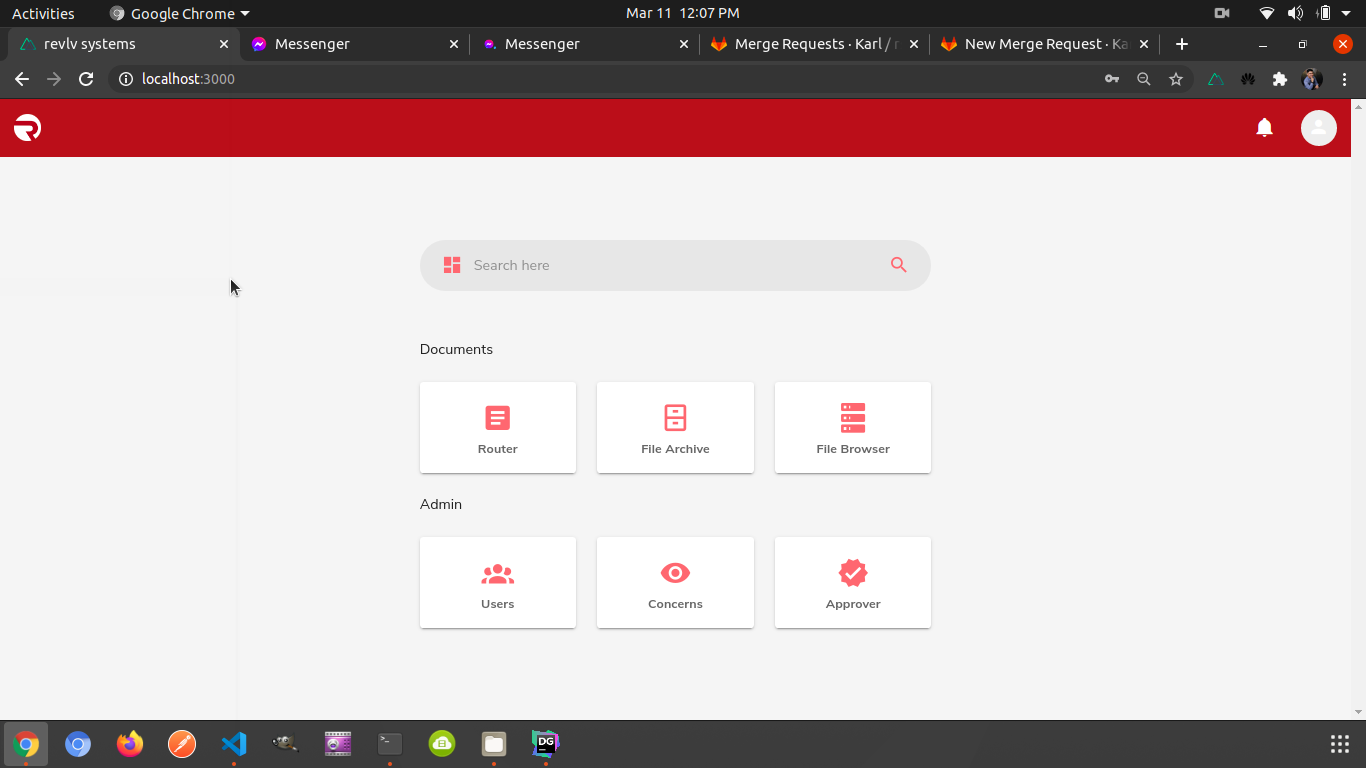 Activities Google Chrome Mar 11 12:07 PM
revlv systems Messenger Messenger Merge Requests · Karl / r New Merge Request · Ka
localhost:3000
Search here
Documents
Router File Archive File Browser
Admin
Users Concerns Approver
>_ DG